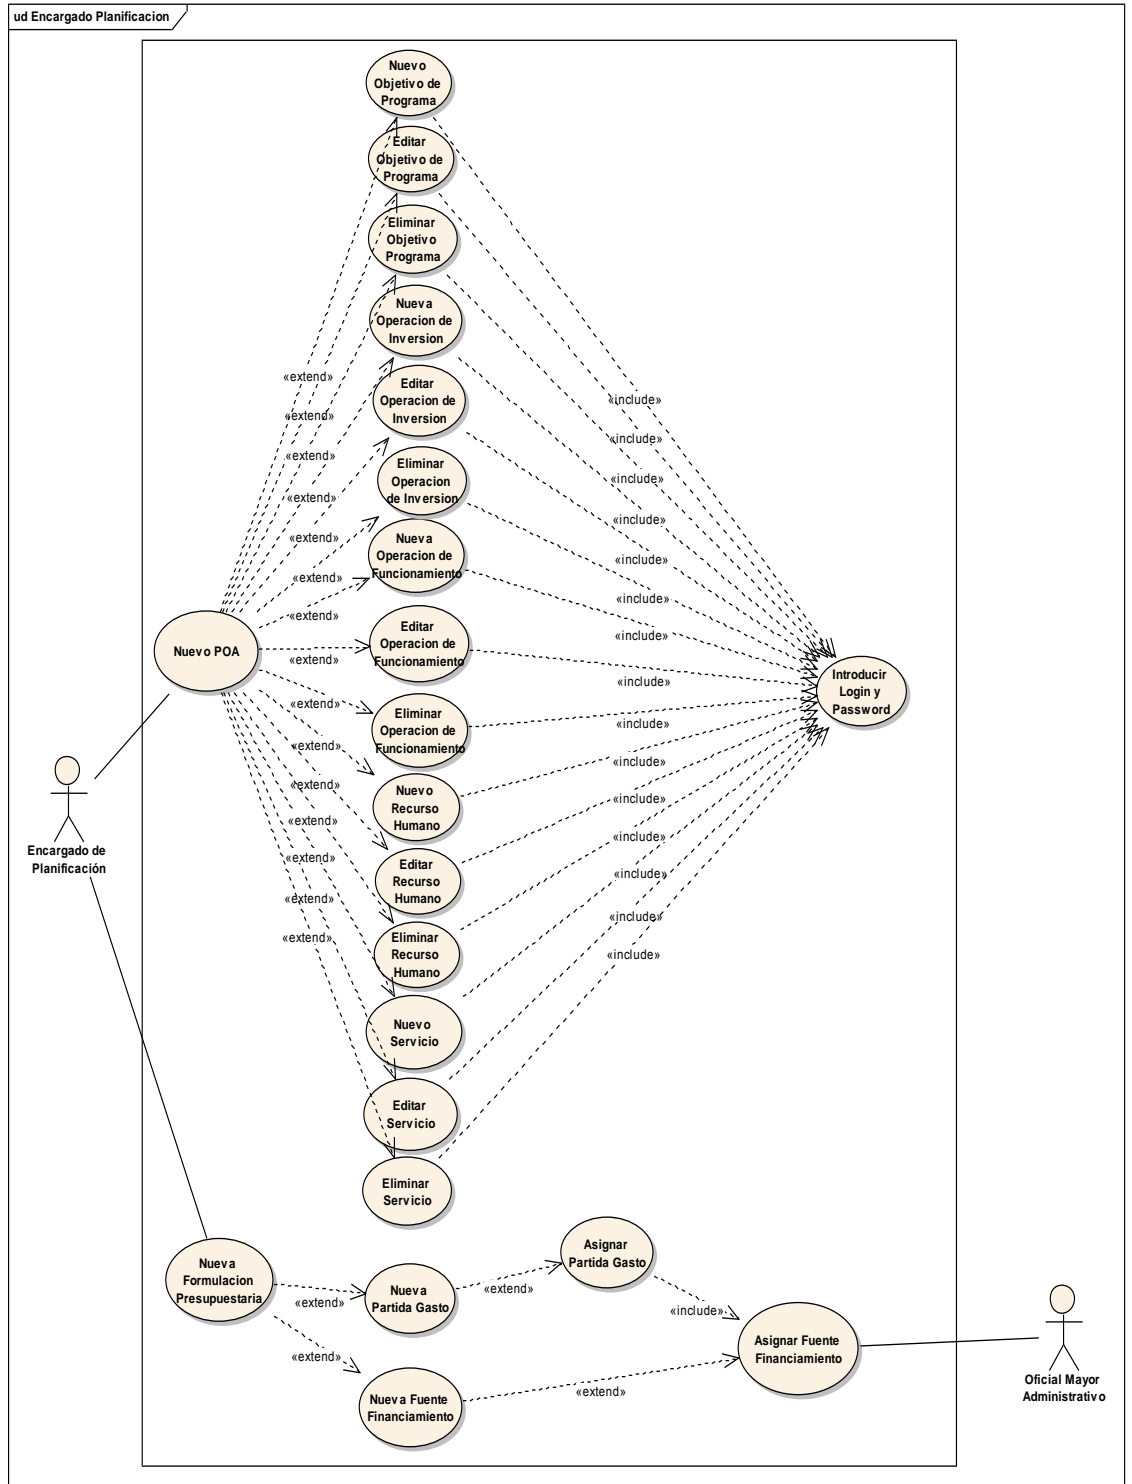 ud Encargado Planificacion
Nuevo
Objetivo de
Programa
Editar
Objetivo de
Programa
Eliminar
Objetivo
Programa
Nueva
Operacion de
Inversion
«extend»
Editar
Operacion de
Inversion
«include»
«extend»
«include»
«extend»
Eliminar
Operacion
de Inversion
«include»
«extend»
«include»
«extend»
Nueva
Operacion de
Funcionamiento
«include»
«extend»
«include»
«extend»
Editar
Operacion de
Funcionamiento
«include»
Nuevo POA
«extend»
Introducir
Login y
Password
«include»
«extend»
Eliminar
Operacion de
Funcionamiento
«include»
«extend»
«include»
«extend»
Nuevo
Recurso
Humano
«include»
«extend»
«include»
Encargado de
Planificación
«extend»
Editar
Recurso
Humano
«include»
«extend»
«include»
«extend»
Eliminar
Recurso
Humano
«include»
Nuevo
Servicio
Editar
Servicio
Eliminar
Servicio
Asignar
Partida Gasto
Nueva
Formulacion
Presupuestaria
«extend»
Nueva
Partida Gasto
«extend»
«include»
Asignar Fuente
Financiamiento
«extend»
Oficial Mayor
Administrativo
Nueva Fuente
Financiamiento
«extend»